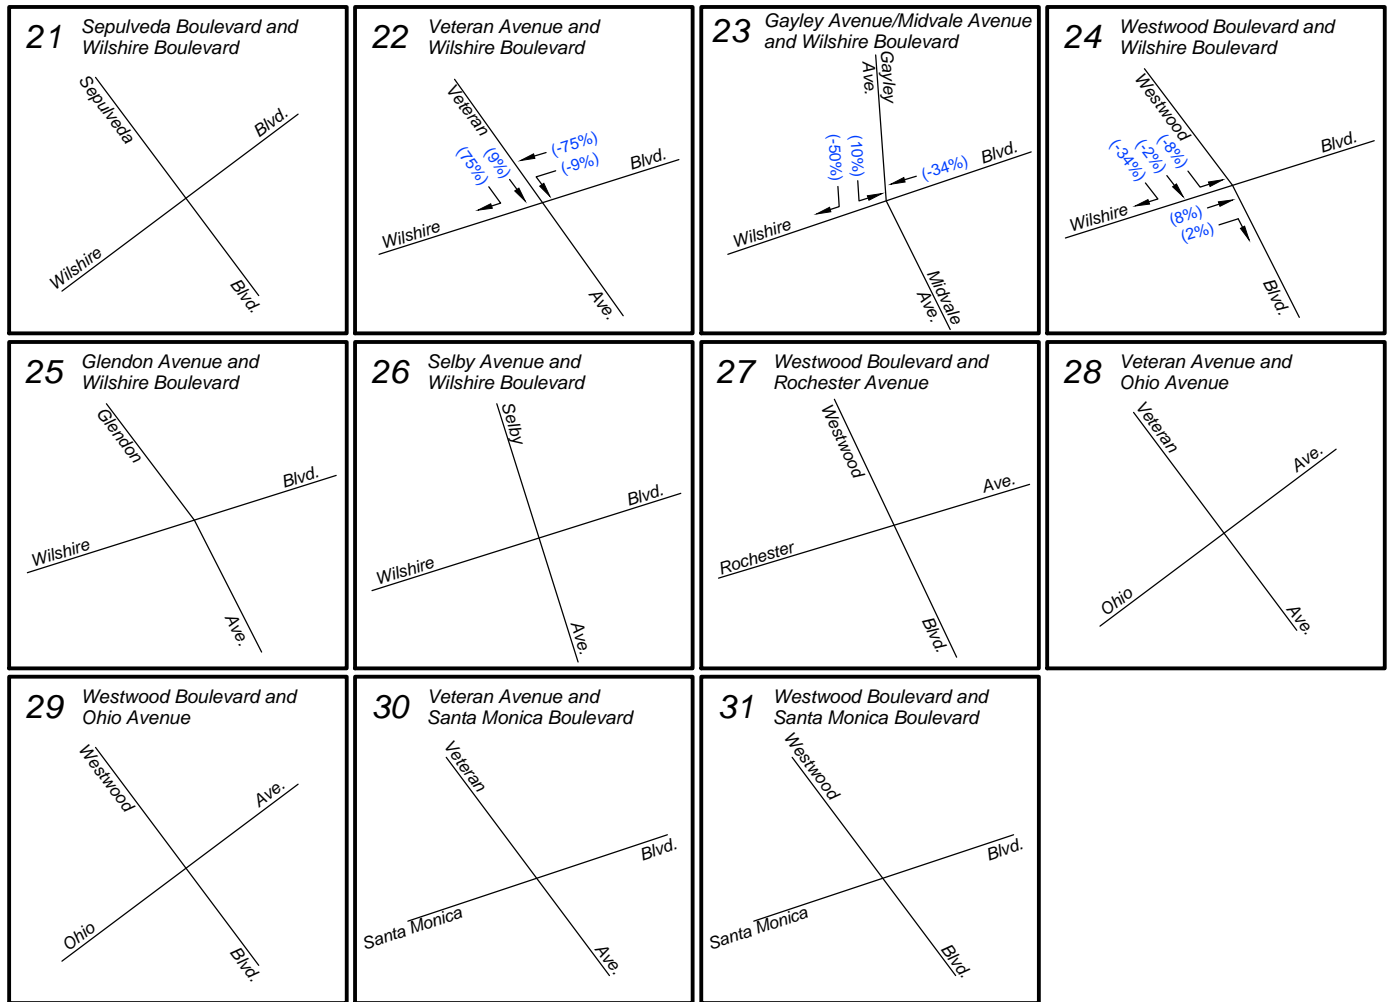 21 Sepulveda Boulevard and
Wilshire Boulevard
Sepulveda
Blvd.
Wilshire
Blvd.
22 Veteran Avenue and
Wilshire Boulevard
Veteran
(75%)
(9%)
(-75%)
(-9%)
Blvd.
Wilshire
Ave.
23 Gayley Avenue/Midvale Avenue
and Wilshire Boulevard
Gayley
Ave.
(-50%)
(10%)
(-34%)
Blvd.
Wilshire
Midvale
Ave.
24 Westwood Boulevard and
Wilshire Boulevard
Westwood
(-34%)
(-2%)
(-8%)
Blvd.
Wilshire
(8%)
(2%)
Blvd.
25 Glendon Avenue and
Wilshire Boulevard
Glendon
Blvd.
Wilshire
Ave.
26 Selby Avenue and
Wilshire Boulevard
Selby
Blvd.
Wilshire
Ave.
27 Westwood Boulevard and
Rochester Avenue
Westwood
Ave.
Rochester
Blvd.
28 Veteran Avenue and
Ohio Avenue
Veteran
Ave.
Ohio
Ave.
29 Westwood Boulevard and
Ohio Avenue
Westwood
Ave.
Ohio
Blvd.
30 Veteran Avenue and
Santa Monica Boulevard
Veteran
Blvd.
Santa Monica
Ave.
31 Westwood Boulevard and
Santa Monica Boulevard
Westwood
Blvd.
Santa Monica
Blvd.